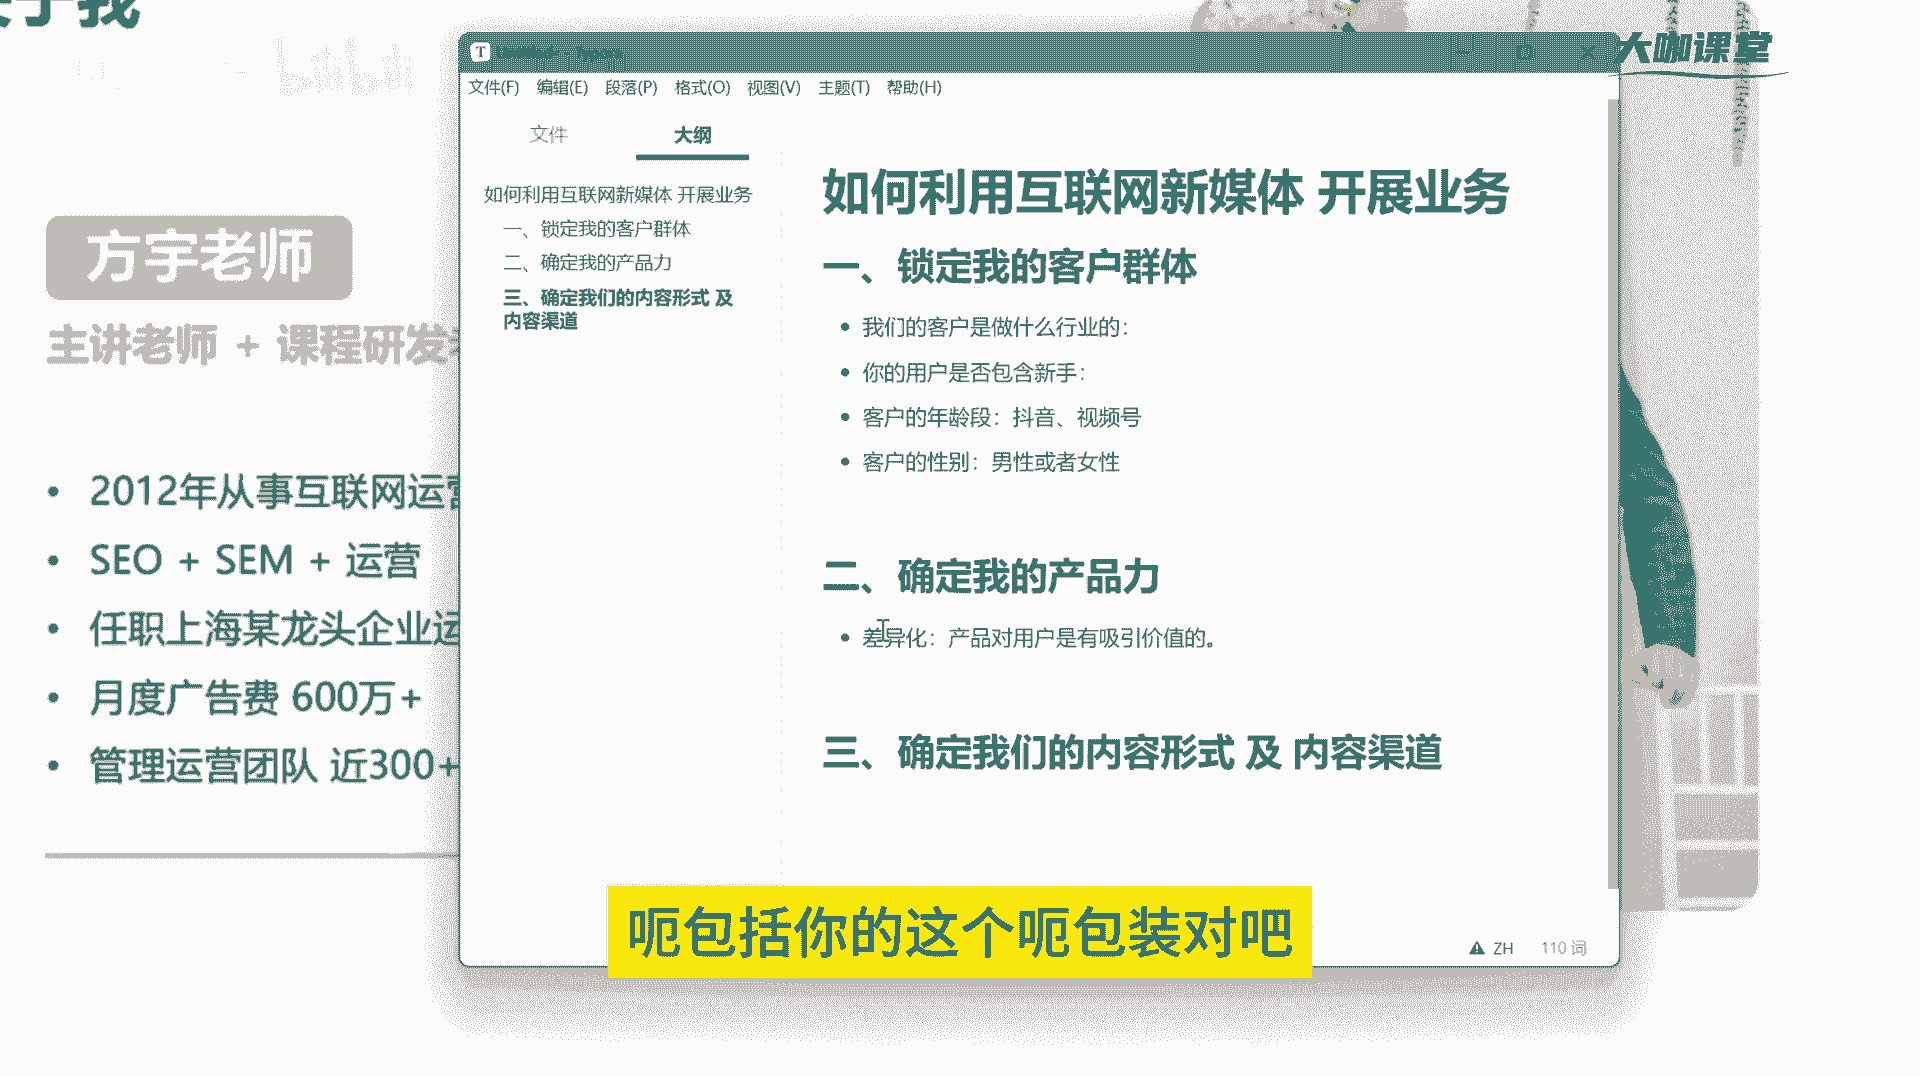 于我
bilibili
大咖课堂
方宇老师
主讲老师 + 课程研发
2012年从事互联网运营
SEO + SEM + 运营
任职上海某龙头企业运
月度广告费 600万+
管理运营团队 近300+
文件(F) 编辑(E) 段落(P) 格式(O) 视图(V) 主题(T) 帮助(H)
文件 大纲
如何利用互联网新媒体 开展业务
一、锁定我的客户群体
二、确定我的产品力
三、确定我们的内容形式 及
内容渠道
如何利用互联网新媒体 开展业务
一、锁定我的客户群体
我们的客户是做什么行业的：
你的用户是否包含新手：
客户的年龄段：抖音、视频号
客户的性别：男性或者女性
二、确定我的产品力
差异化：产品对用户是有吸引价值的。
三、确定我们的内容形式 及 内容渠道
ZH 110 词
呃包括你的这个呃包装对吧